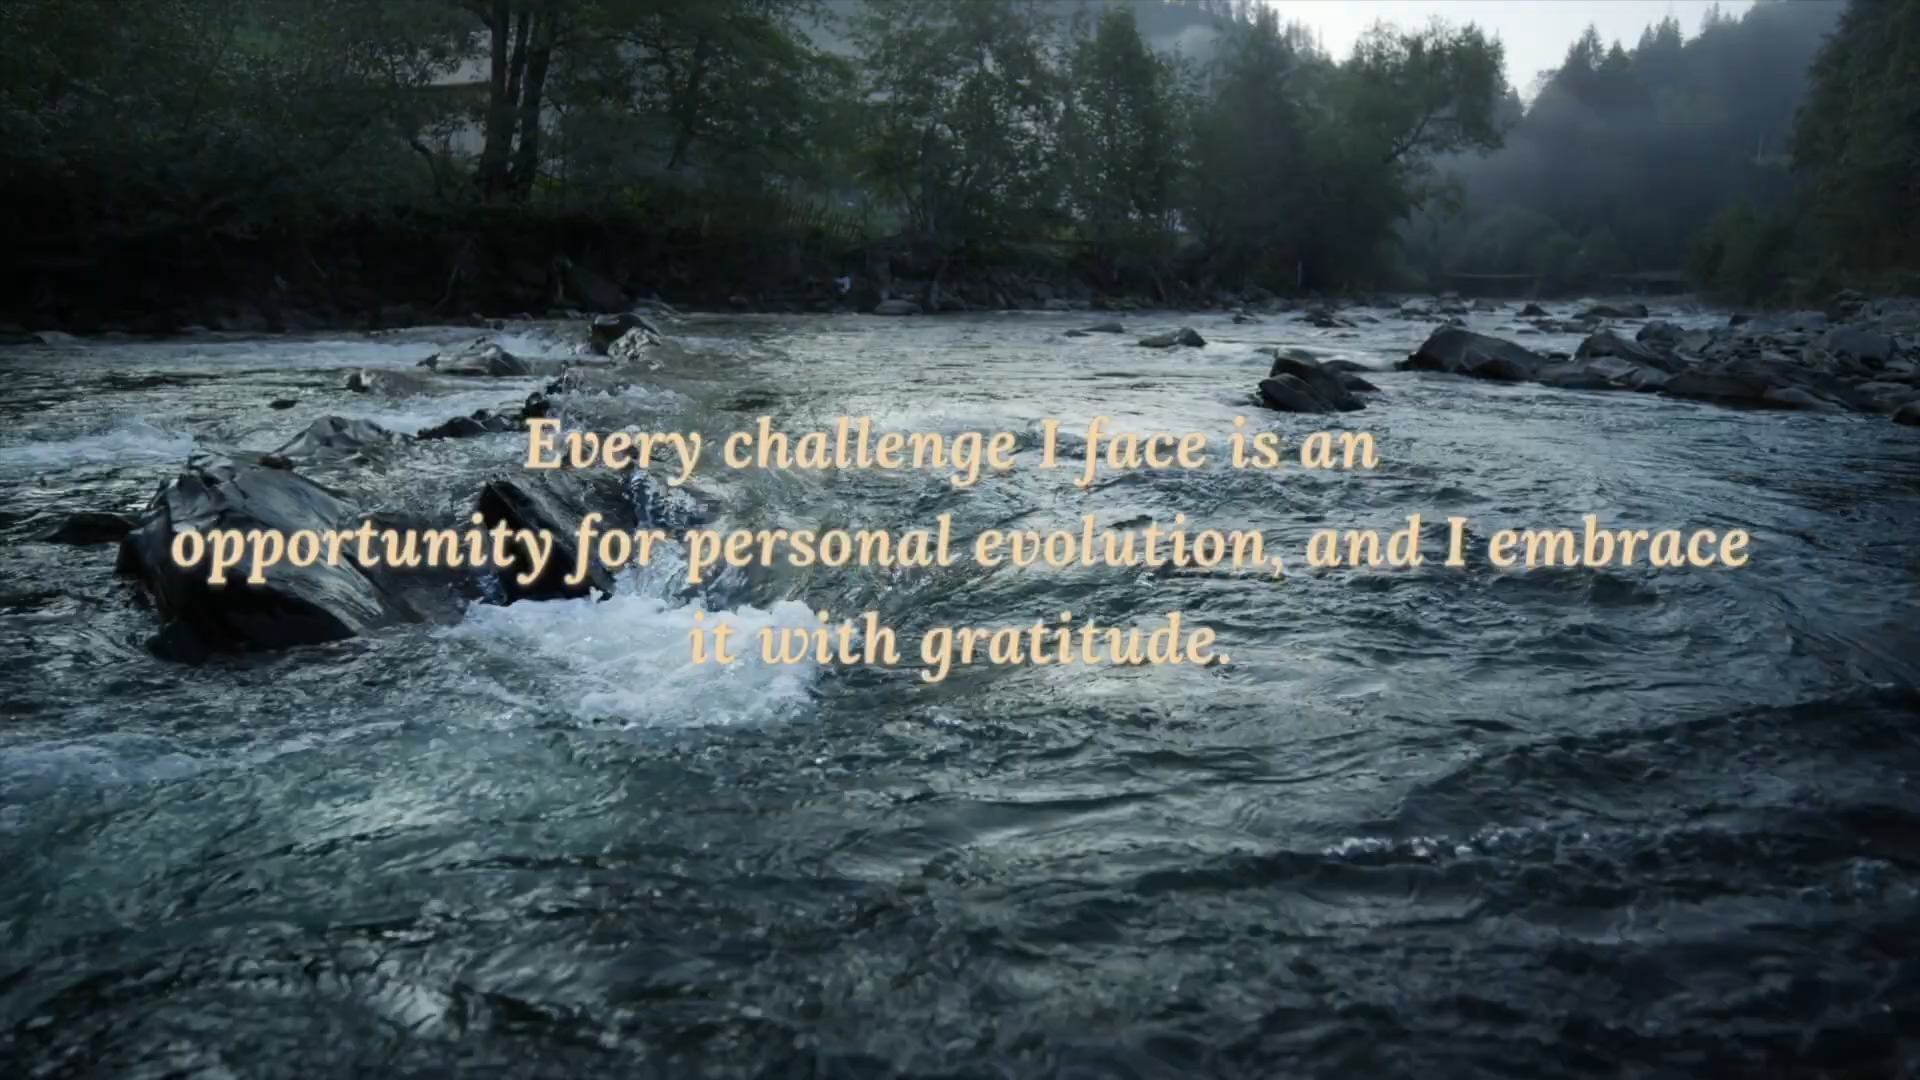 Every challenge I face is an
opportunity for personal evolution, and I embrace
it with gratitude.